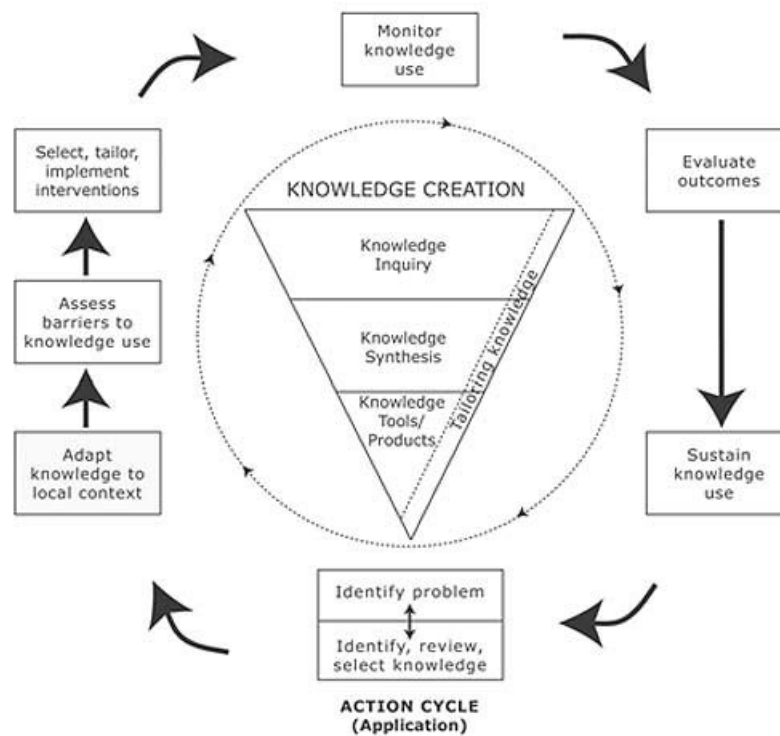 Monitor
knowledge
use
Select, tailor,
implement
interventions
Evaluate
outcomes
KNOWLEDGE CREATION
Knowledge
Inquiry
Assess
barriers to
knowledge use
Knowledge
Synthesis
Tailoring knowledge
Knowledge
Tools/
Products
Adapt
knowledge to
local context
Sustain
knowledge
use
Identify problem
Identify, review,
select knowledge
ACTION CYCLE
(Application)